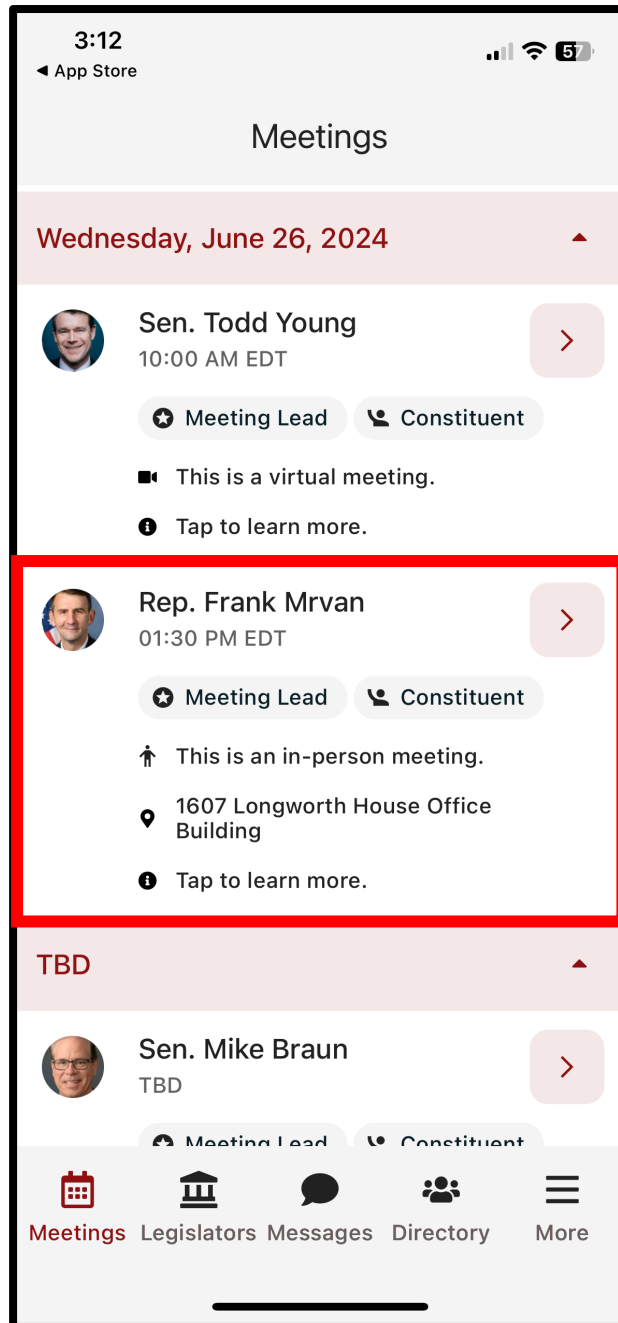 3:12
57
◀ App Store
Meetings
Wednesday, June 26, 2024
Sen. Todd Young
10:00 AM EDT
Meeting Lead Constituent
This is a virtual meeting.
Tap to learn more.
Rep. Frank Mrvan
01:30 PM EDT
Meeting Lead Constituent
This is an in-person meeting.
1607 Longworth House Office
Building
Tap to learn more.
TBD
Sen. Mike Braun
TBD
Meeting Lead Constituent
Meetings Legislators Messages Directory More